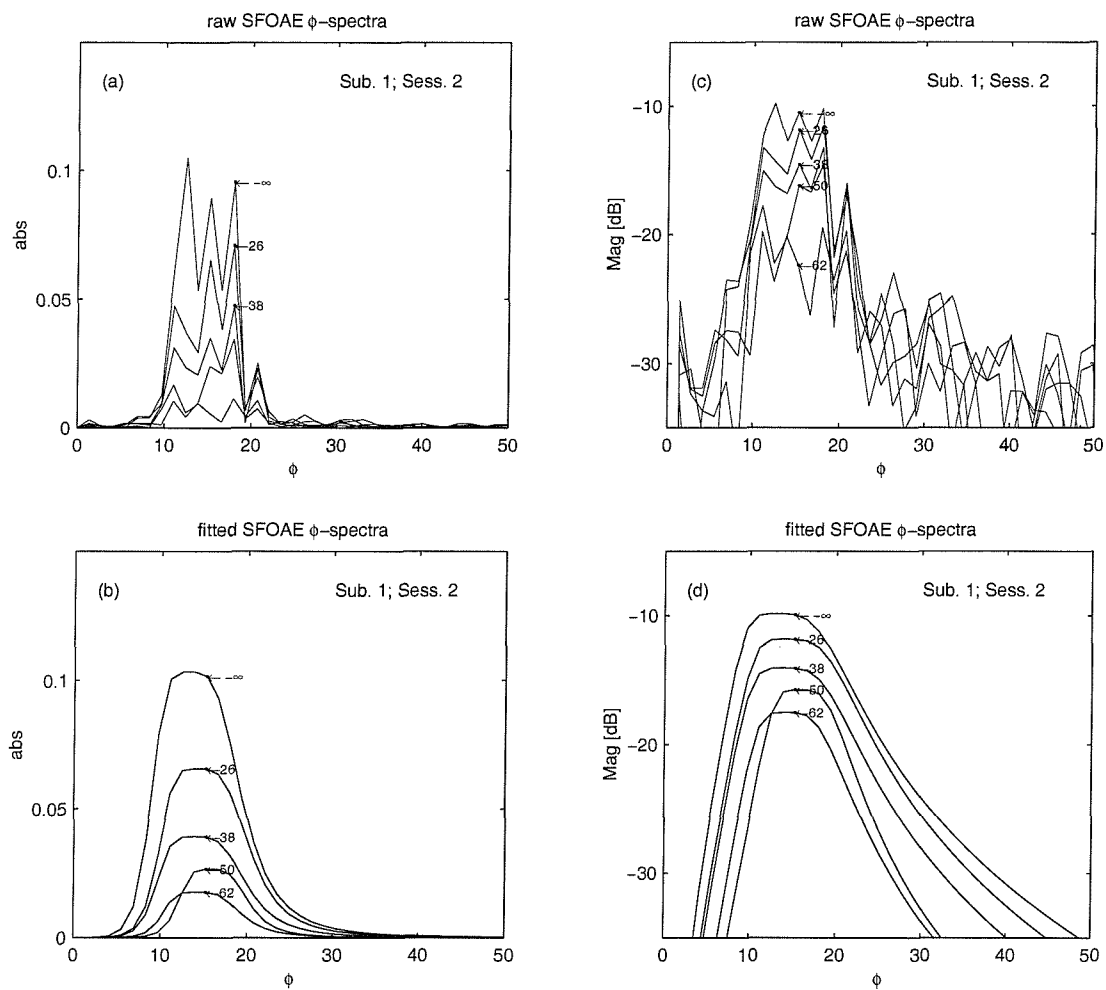 raw SFOAE ϕ−spectra
(a)
Sub. 1; Sess. 2
−∞
−26
−38
0.1
0.05
0
abs
0 10 20 30 40 50
ϕ
raw SFOAE ϕ−spectra
(c)
Sub. 1; Sess. 2
−∞
−26
−38
−50
−62
−10
−20
−30
Mag [dB]
0 10 20 30 40 50
ϕ
fitted SFOAE ϕ−spectra
(b)
Sub. 1; Sess. 2
−∞
−26
−38
−50
−62
0.1
0.05
0
abs
0 10 20 30 40 50
ϕ
fitted SFOAE ϕ−spectra
(d)
Sub. 1; Sess. 2
−∞
−26
−38
−50
−62
−10
−20
−30
Mag [dB]
0 10 20 30 40 50
ϕ